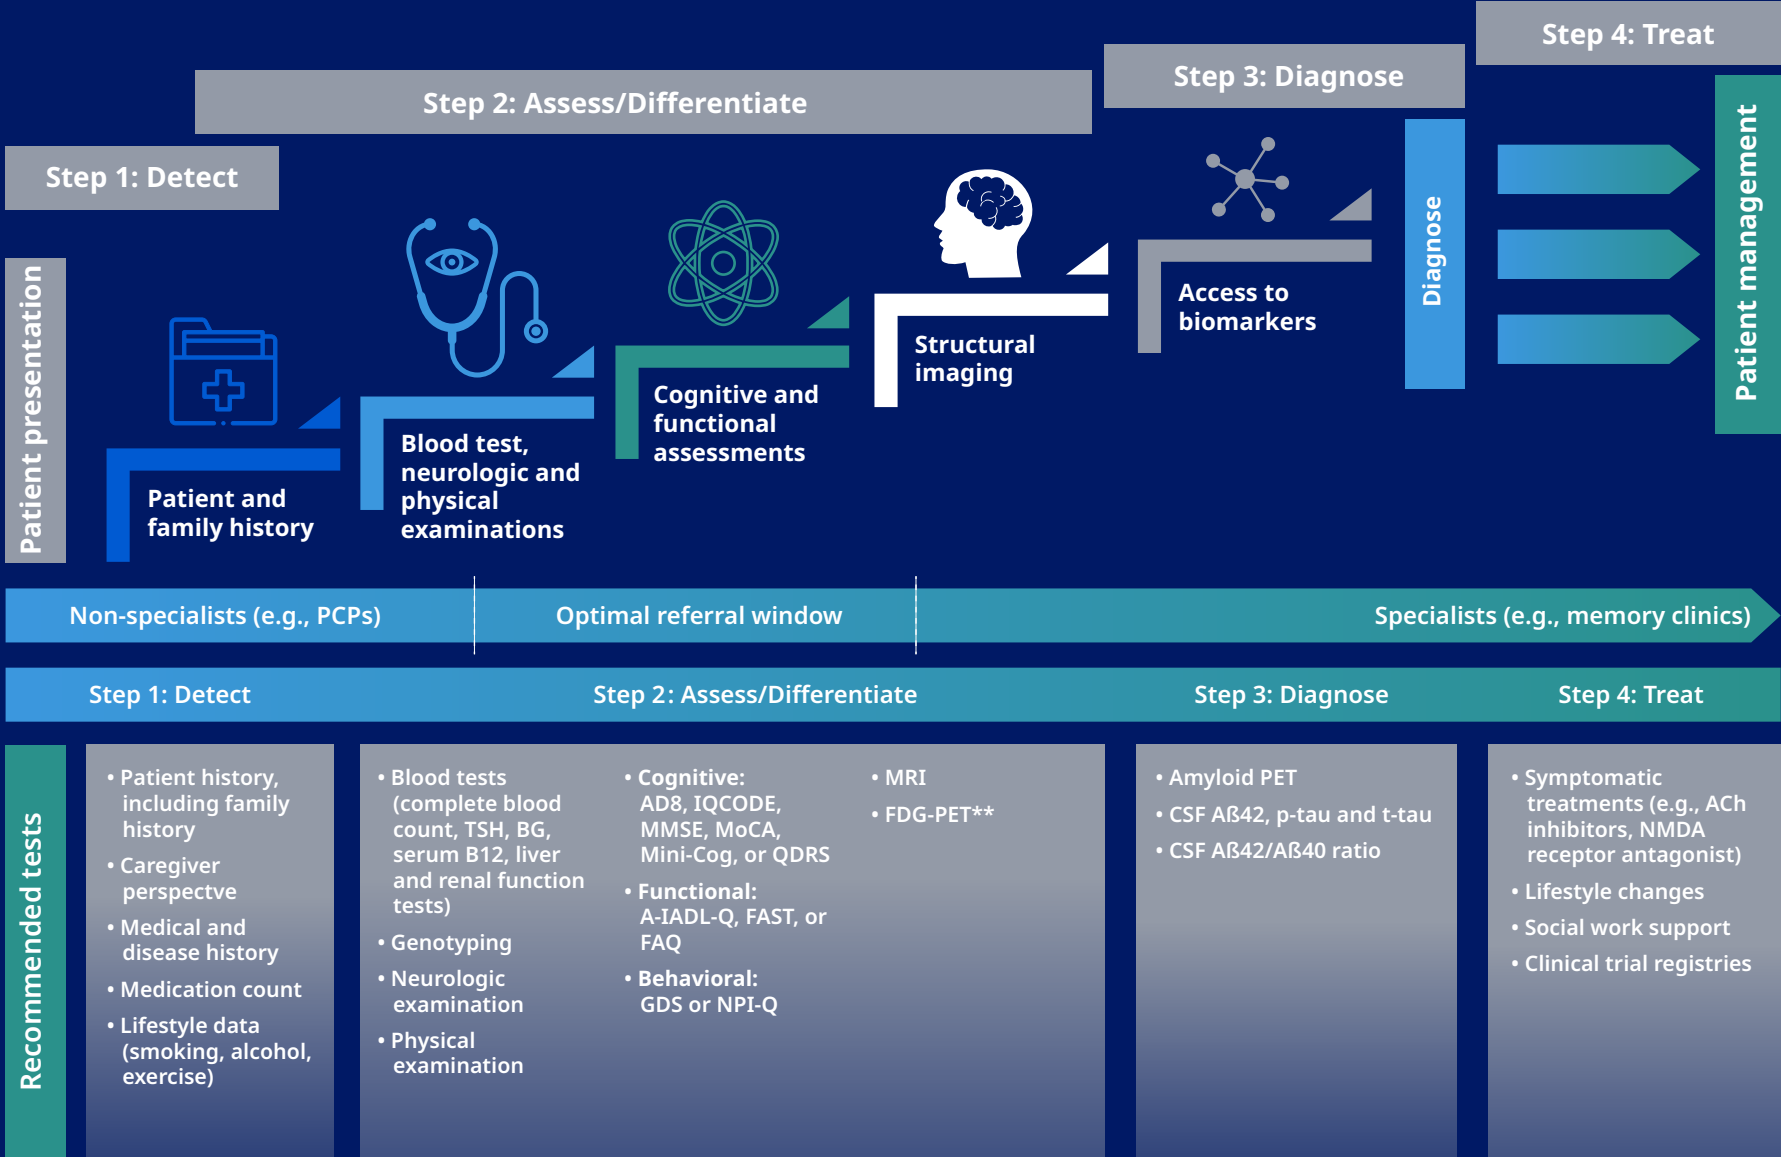 Step 4: Treat
Step 3: Diagnose
Step 2: Assess/Differentiate
Step 1: Detect
Patient presentation
Patient and
family history
Blood test,
neurologic and
physical
examinations
Cognitive and
functional
assessments
Structural
imaging
Access to
biomarkers
Diagnose
Patient management
Non-specialists (e.g., PCPs)
Optimal referral window
Specialists (e.g., memory clinics)
Step 1: Detect
Step 2: Assess/Differentiate
Step 3: Diagnose
Step 4: Treat
Recommended tests
• Patient history,
including family
history
• Caregiver
perspectve
• Medical and
disease history
• Medication count
• Lifestyle data
(smoking, alcohol,
exercise)
• Blood tests
(complete blood
count, TSH, BG,
serum B12, liver
and renal function
tests)
• Genotyping
• Neurologic
examination
• Physical
examination
• Cognitive:
AD8, IQCODE,
MMSE, MoCA,
Mini-Cog, or QDRS
• Functional:
A-IADL-Q, FAST, or
FAQ
• Behavioral:
GDS or NPI-Q
• MRI
• FDG-PET**
• Amyloid PET
• CSF Aß42, p-tau and t-tau
• CSF Aß42/Aß40 ratio
• Symptomatic
treatments (e.g., ACh
inhibitors, NMDA
receptor antagonist)
• Lifestyle changes
• Social work support
• Clinical trial registries